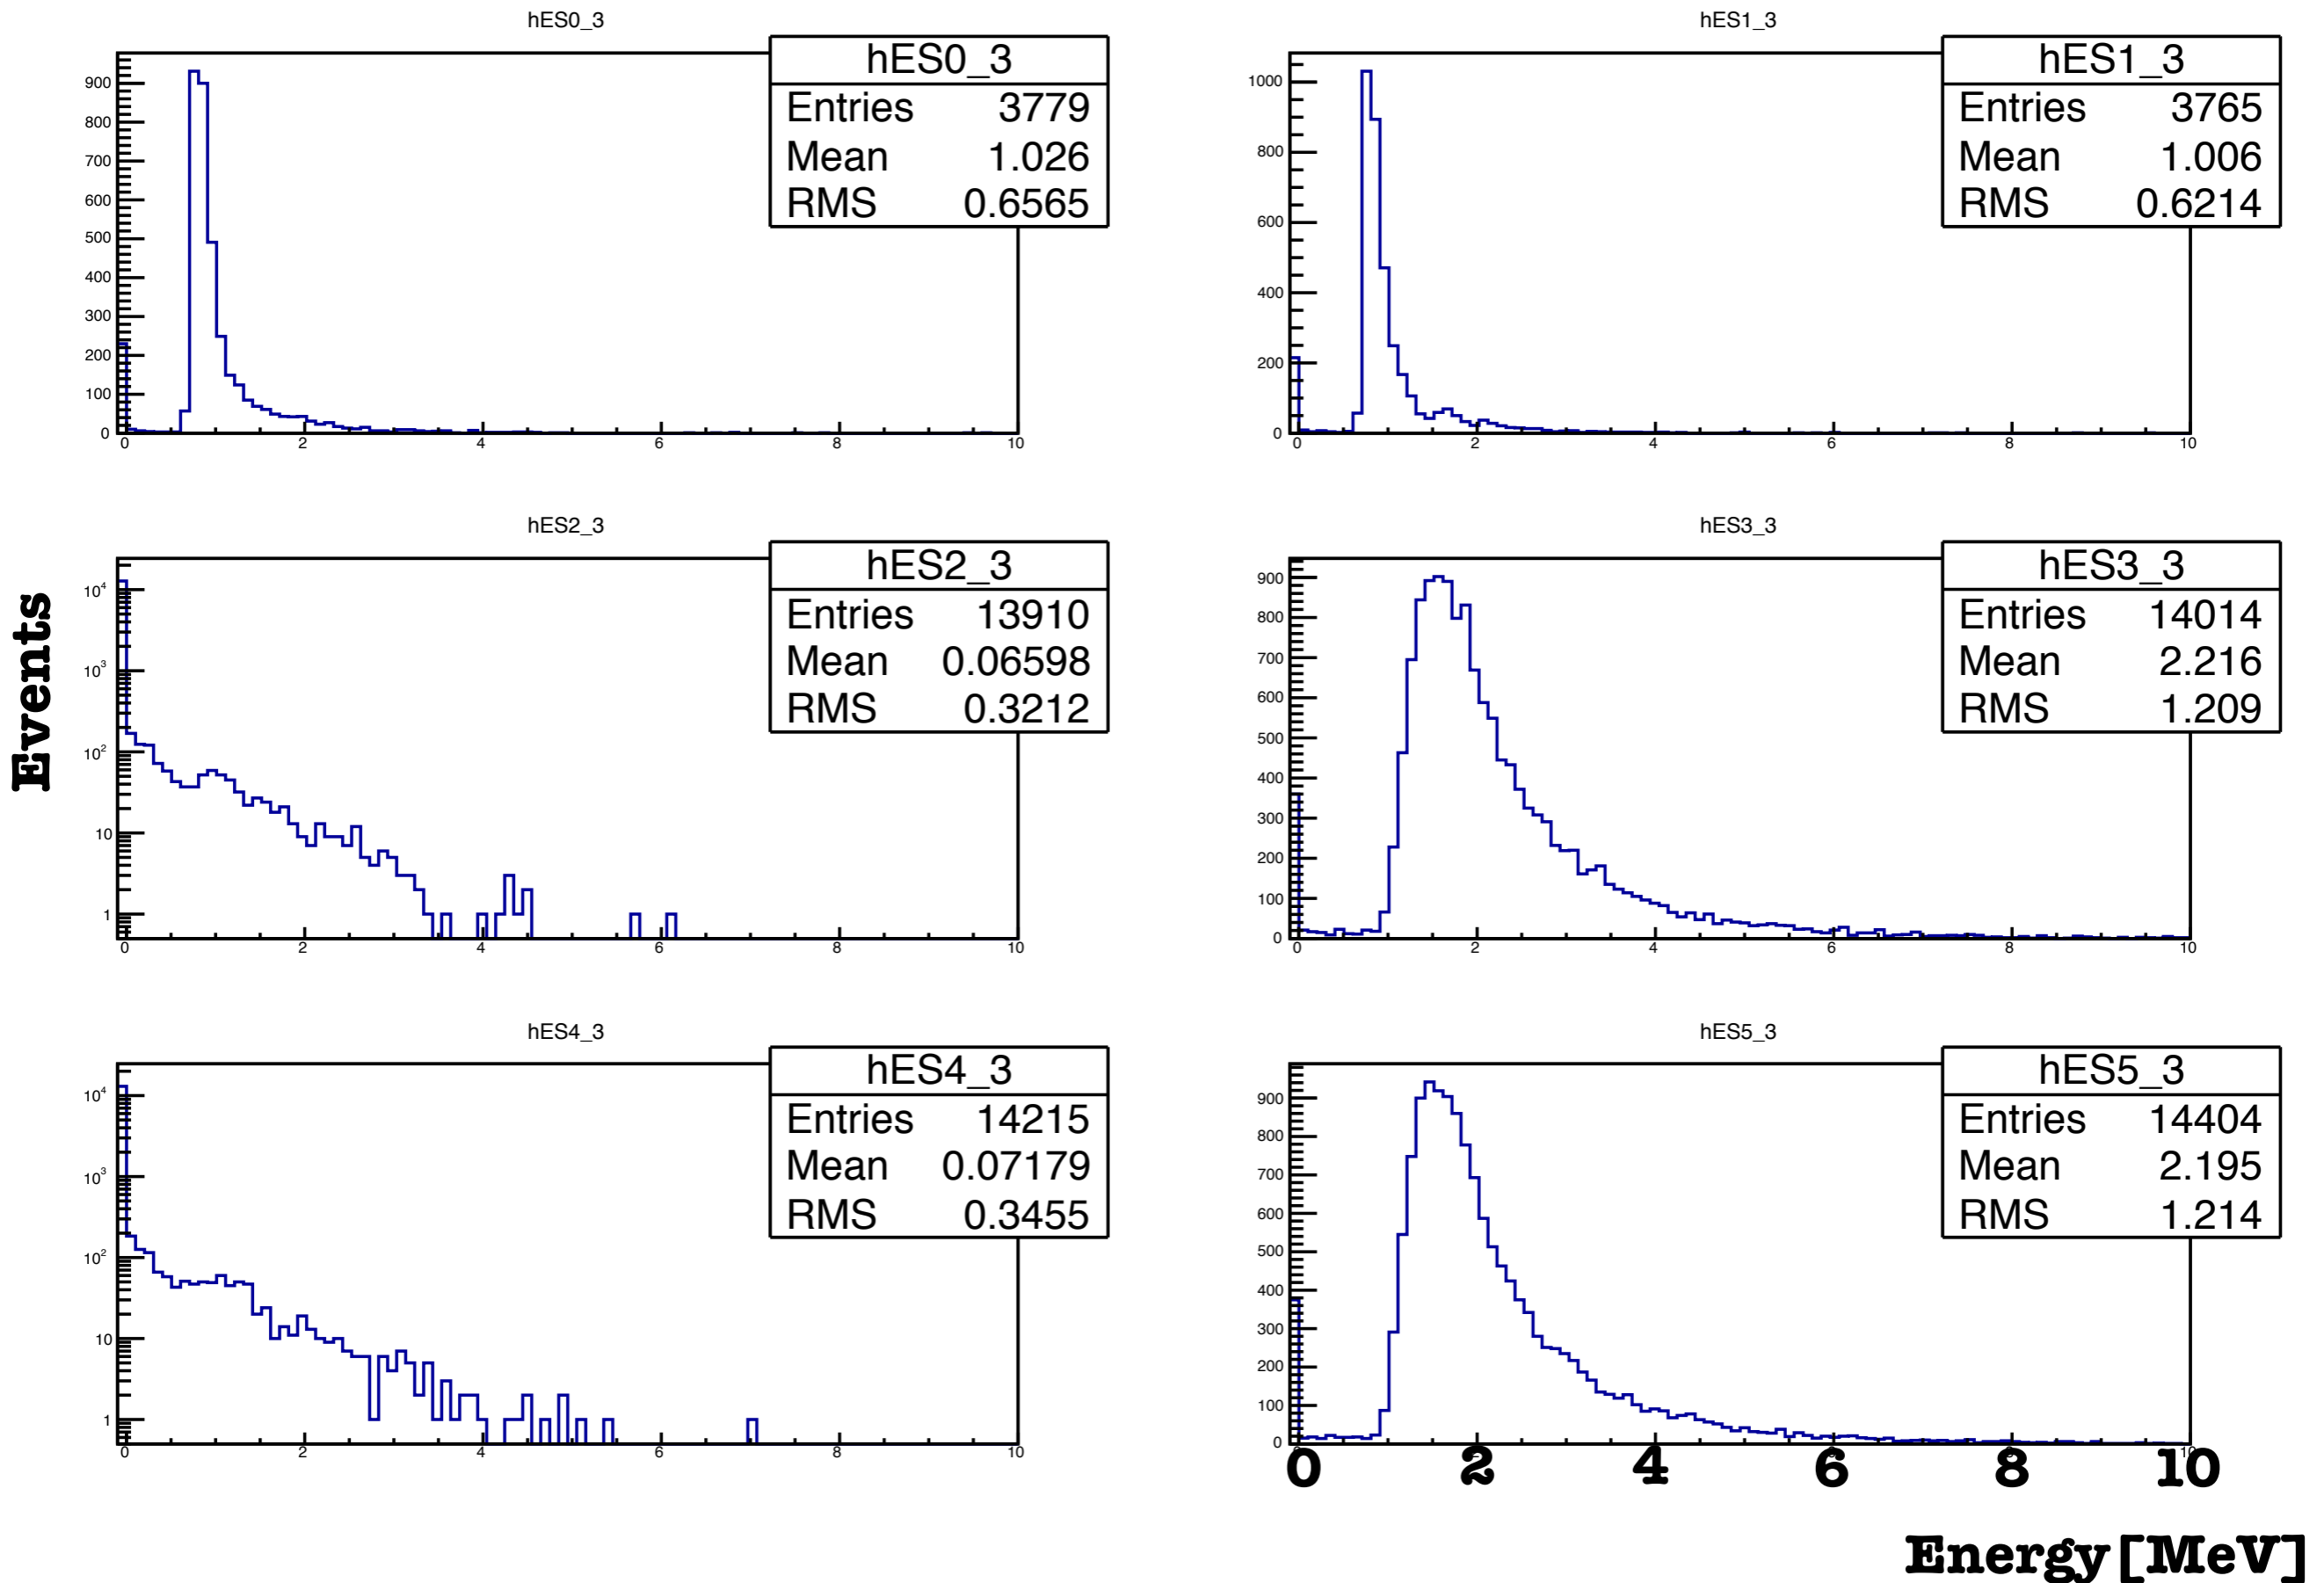 hES0_3
hES0_3
Entries 3779
Mean 1.026
RMS 0.6565
900
800
700
600
500
400
300
200
100
0
0 2 4 6 8 10
hES1_3
hES1_3
Entries 3765
Mean 1.006
RMS 0.6214
1000
800
600
400
200
0
0 2 4 6 8 10
Events
hES2_3
hES2_3
Entries 13910
Mean 0.06598
RMS 0.3212
10⁴
10³
10²
10
1
0 2 4 6 8 10
hES3_3
hES3_3
Entries 14014
Mean 2.216
RMS 1.209
900
800
700
600
500
400
300
200
100
0
0 2 4 6 8 10
hES4_3
hES4_3
Entries 14215
Mean 0.07179
RMS 0.3455
10⁴
10³
10²
10
1
0 2 4 6 8 10
hES5_3
hES5_3
Entries 14404
Mean 2.195
RMS 1.214
900
800
700
600
500
400
300
200
100
0
0 2 4 6 8 10
Energy[MeV]